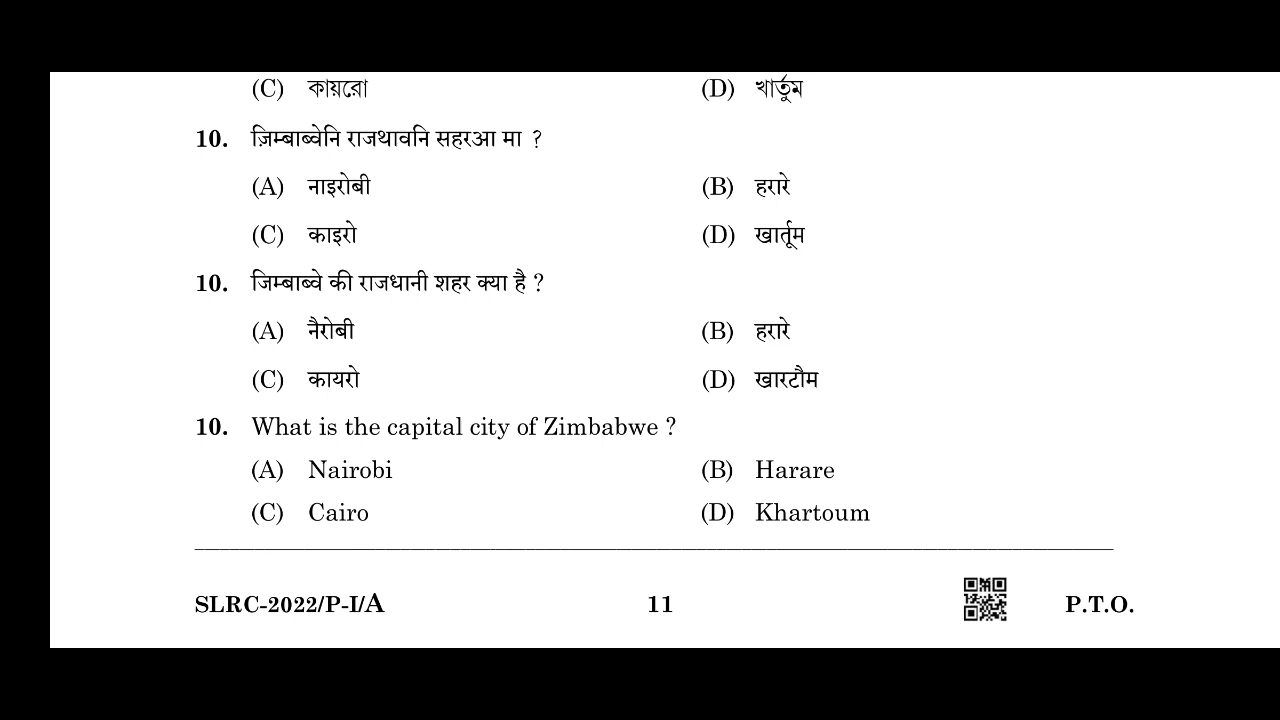 (C) কায়রো (D) খার্তুম
10. ज़िम्बाब्वेनि राजथावनि सहरआ मा ?
(A) नाइरोबी (B) हरारे
(C) काइरो (D) खार्तूम
10. जिम्बाब्वे की राजधानी शहर क्या है ?
(A) नैरोबी (B) हरारे
(C) कायरो (D) खारटौम
10. What is the capital city of Zimbabwe ?
(A) Nairobi (B) Harare
(C) Cairo (D) Khartoum
SLRC-2022/P-I/A 11 P.T.O.